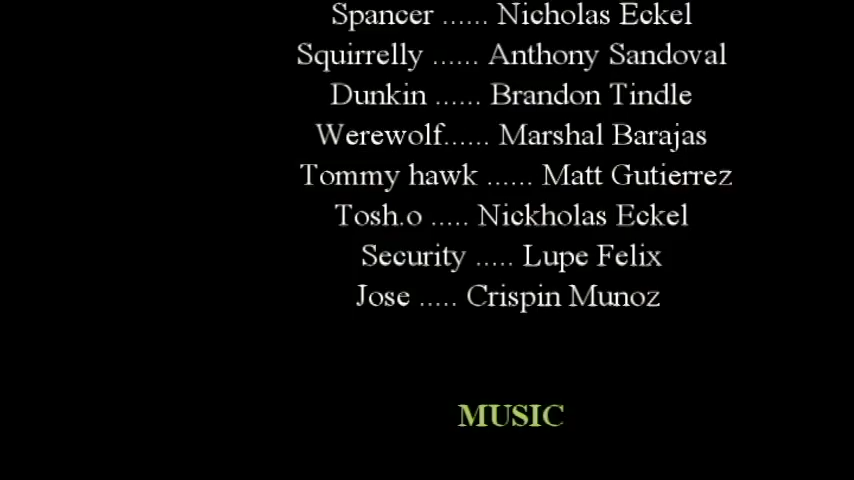 Spancer ...... Nicholas Eckel
Squirrelly ...... Anthony Sandoval
Dunkin ...... Brandon Tindle
Werewolf...... Marshal Barajas
Tommy hawk ...... Matt Gutierrez
Tosh.o ..... Nickholas Eckel
Security ..... Lupe Felix
Jose ..... Crispin Munoz
MUSIC